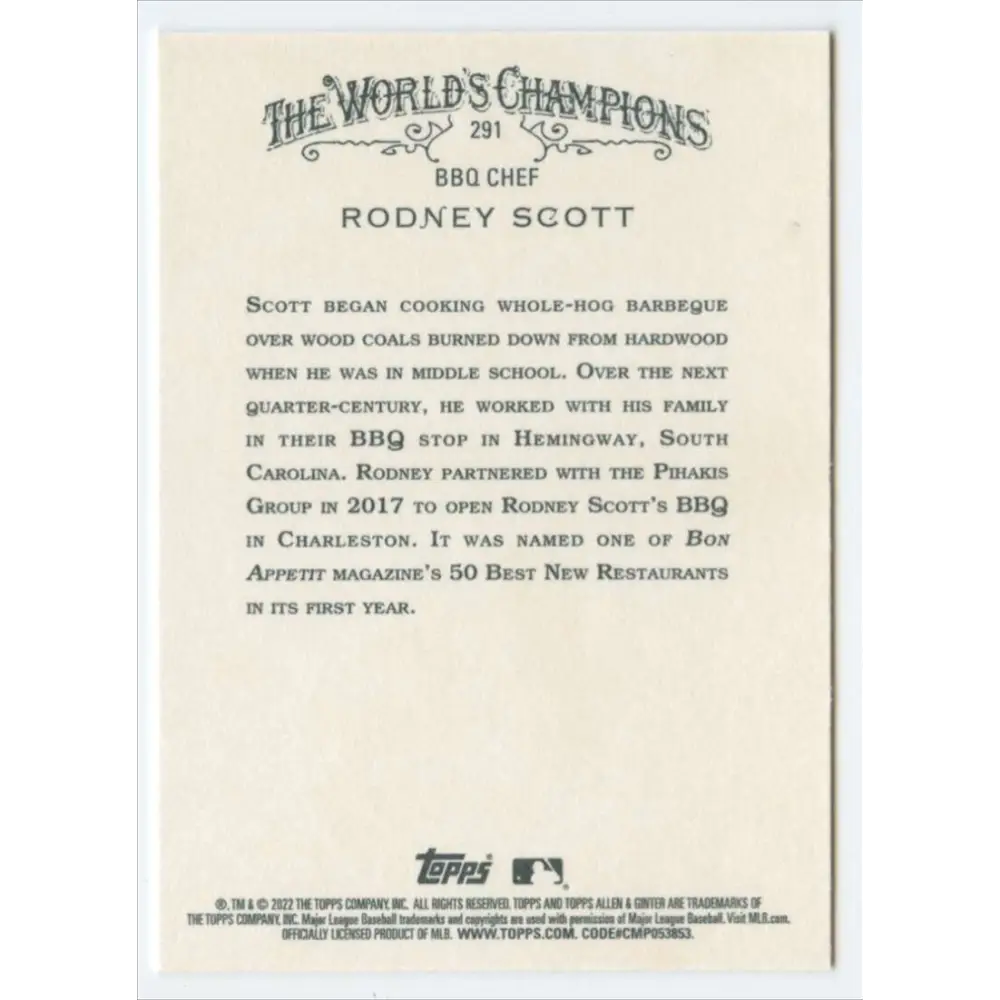 THE WORLD'S CHAMPIONS
291
BBQ CHEF
RODNEY SCOTT
SCOTT BEGAN COOKING WHOLE-HOG BARBEQUE
OVER WOOD COALS BURNED DOWN FROM HARDWOOD
WHEN HE WAS IN MIDDLE SCHOOL. OVER THE NEXT
QUARTER-CENTURY, HE WORKED WITH HIS FAMILY
IN THEIR BBQ STOP IN HEMINGWAY, SOUTH
CAROLINA. RODNEY PARTNERED WITH THE PIHAKIS
GROUP IN 2017 TO OPEN RODNEY SCOTT'S BBQ
IN CHARLESTON. IT WAS NAMED ONE OF BON
APPETIT MAGAZINE'S 50 BEST NEW RESTAURANTS
IN ITS FIRST YEAR.
Topps®
®, TM & © 2022 THE TOPPS COMPANY, INC. ALL RIGHTS RESERVED. TOPPS AND TOPPS ALLEN & GINTER ARE TRADEMARKS OF
THE TOPPS COMPANY, INC. Major League Baseball trademarks and copyrights are used with permission of Major League Baseball. Visit MLB.com.
OFFICIALLY LICENSED PRODUCT OF MLB. WWW.TOPPS.COM. CODE#CMP053853.